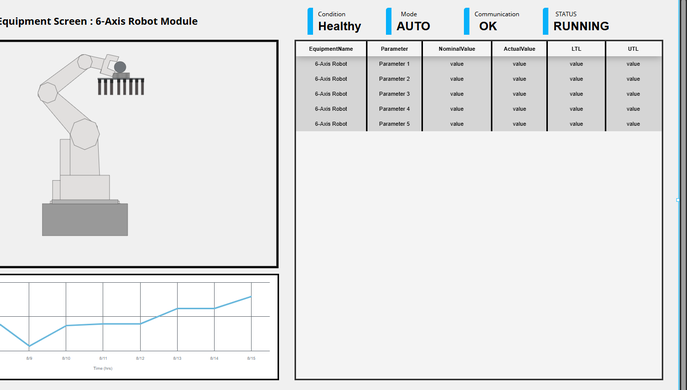 Equipment Screen : 6-Axis Robot Module
Condition
Healthy
Mode
AUTO
Communication
OK
STATUS
RUNNING
EquipmentName Parameter NominalValue ActualValue LTL UTL
6-Axis Robot Parameter 1 value value value value
6-Axis Robot Parameter 2 value value value value
6-Axis Robot Parameter 3 value value value value
6-Axis Robot Parameter 4 value value value value
6-Axis Robot Parameter 5 value value value value
8/9 8/10 8/11 8/12 8/13 8/14 8/15
Time (hrs)